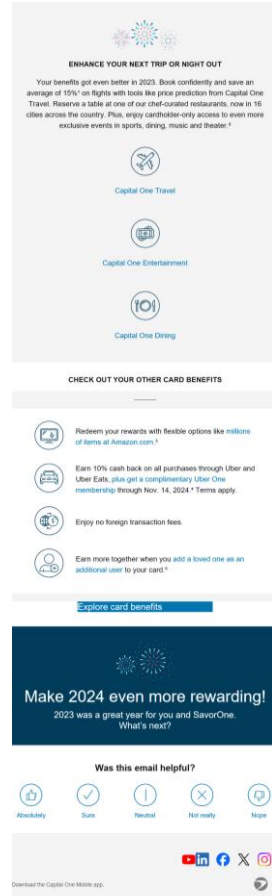 ENHANCE YOUR NEXT TRIP OR NIGHT OUT
Your benefits got even better in 2023. Book confidently and save an
average of 15%³ on flights with tools like price prediction from Capital One
Travel. Reserve a table at one of our chef-curated restaurants, now in 16
cities across the country. Plus, enjoy cardholder-only access to even more
exclusive events in sports, dining, music and theater.²
Capital One Travel
Capital One Entertainment
Capital One Dining
CHECK OUT YOUR OTHER CARD BENEFITS
Redeem your rewards with flexible options like millions
of items at Amazon.com.³
Earn 10% cash back on all purchases through Uber and
Uber Eats, plus get a complimentary Uber One
membership through Nov. 14, 2024.⁴ Terms apply.
Enjoy no foreign transaction fees.
Earn more together when you add a loved one as an
additional user to your card.⁵
Explore card benefits
Make 2024 even more rewarding!
2023 was a great year for you and SavorOne.
What's next?
Was this email helpful?
Absolutely
Sure
Neutral
Not really
Nope
Download the Capital One Mobile app.